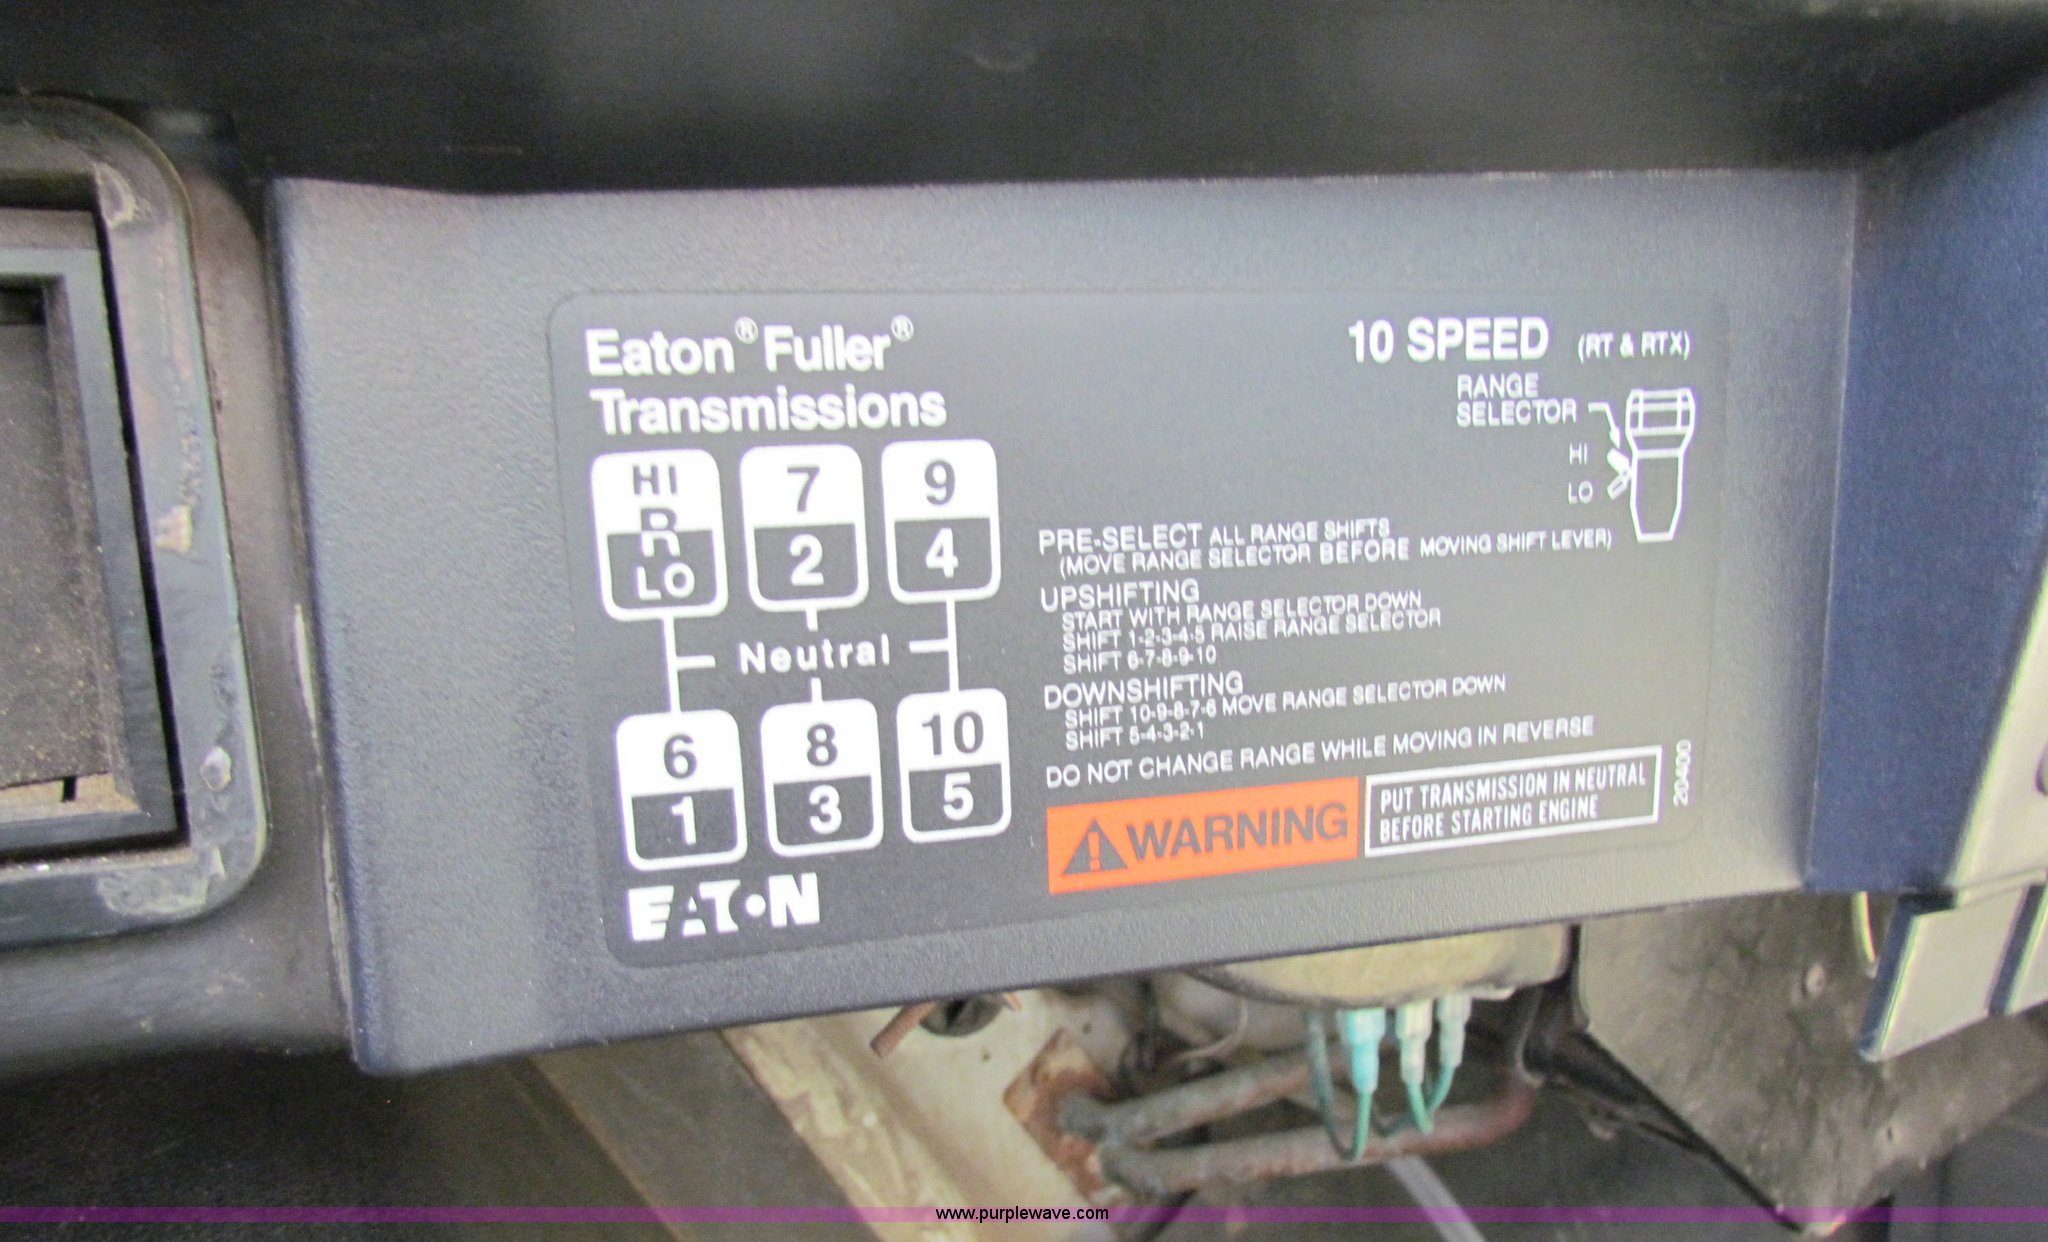 Eaton® Fuller®
Transmissions
10 SPEED (RT & RTX)
RANGE
SELECTOR
HI
LO
HI
R
LO
7
2
9
4
Neutral
6
1
8
3
10
5
PRE-SELECT ALL RANGE SHIFTS
(MOVE RANGE SELECTOR BEFORE MOVING SHIFT LEVER)
UPSHIFTING
START WITH RANGE SELECTOR DOWN
SHIFT 1-2-3-4-5 RAISE RANGE SELECTOR
SHIFT 6-7-8-9-10
DOWNSHIFTING
SHIFT 10-9-8-7-6 MOVE RANGE SELECTOR DOWN
SHIFT 5-4-3-2-1
DO NOT CHANGE RANGE WHILE MOVING IN REVERSE
WARNING
PUT TRANSMISSION IN NEUTRAL
BEFORE STARTING ENGINE
20400
EATON
www.purplewave.com